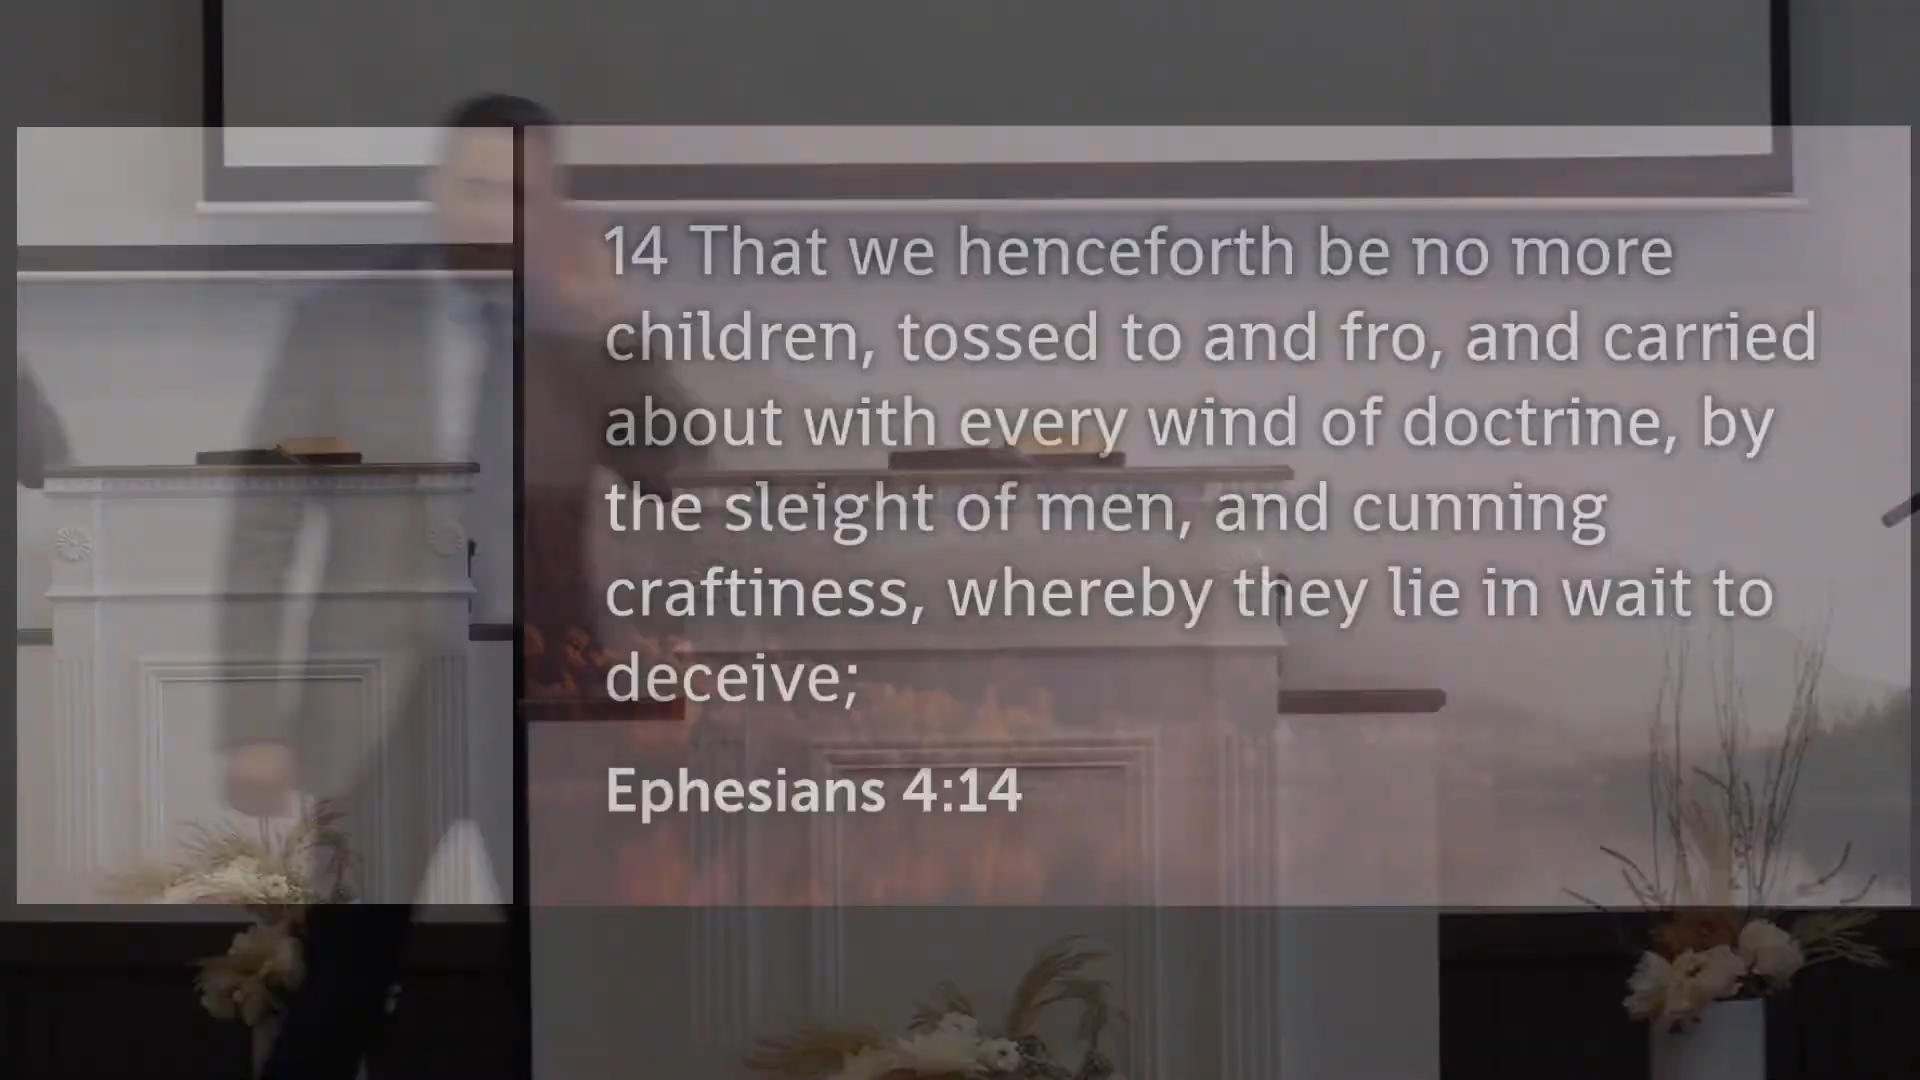 14 That we henceforth be no more
children, tossed to and fro, and carried
about with every wind of doctrine, by
the sleight of men, and cunning
craftiness, whereby they lie in wait to
deceive;
Ephesians 4:14